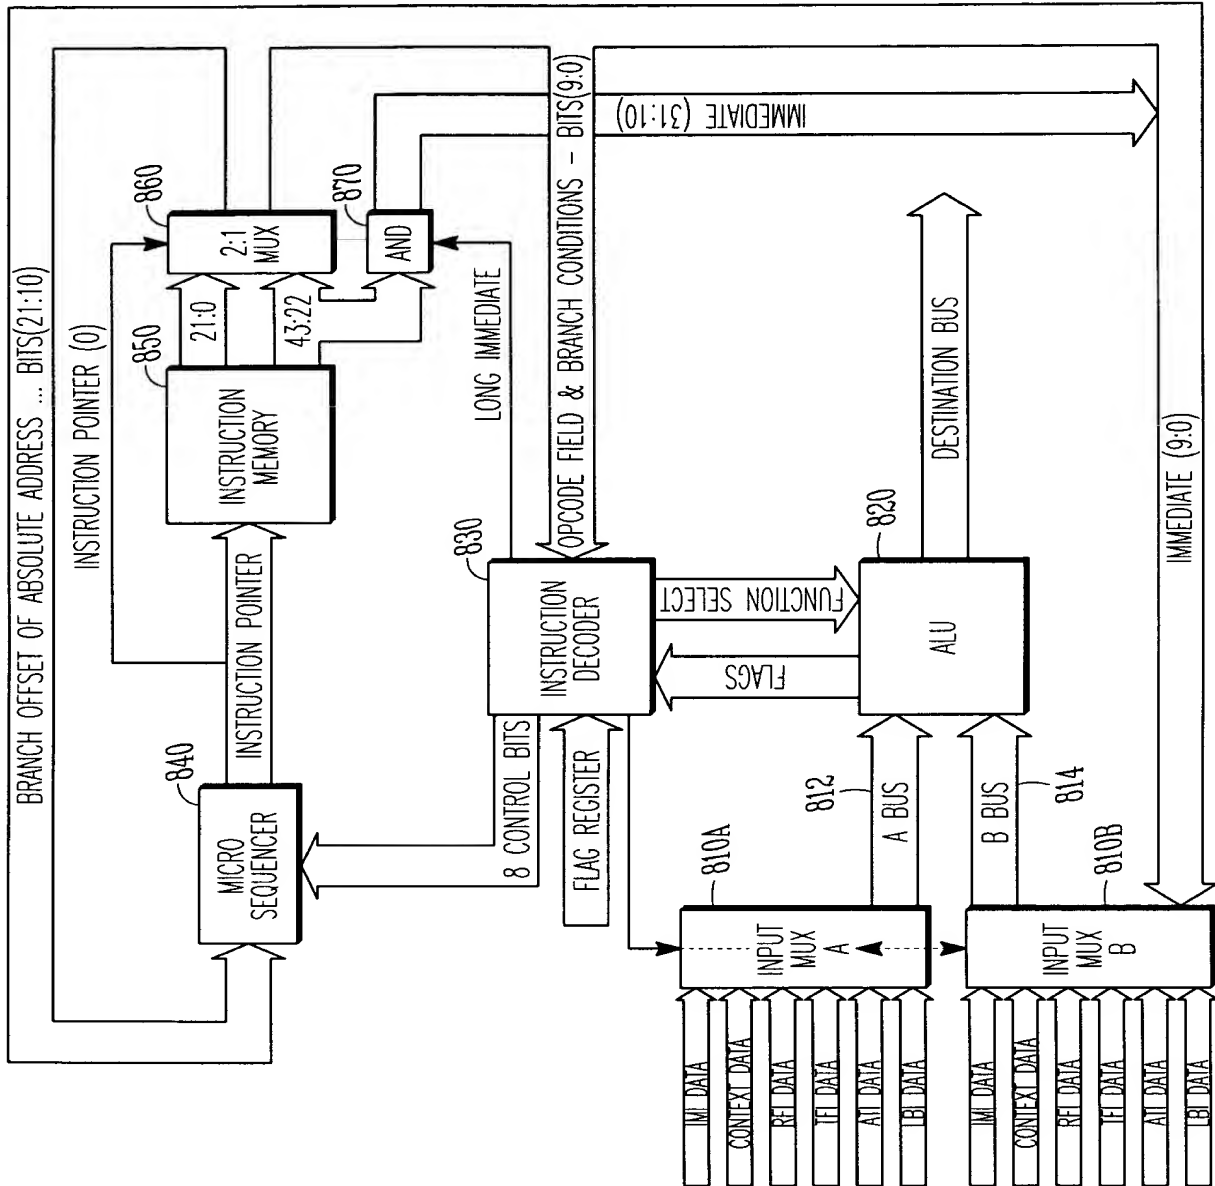 BRANCH OFFSET OF ABSOLUTE ADDRESS ... BITS(21:10)
INSTRUCTION POINTER (0)
840
MICRO
SEQUENCER
INSTRUCTION POINTER
850
INSTRUCTION
MEMORY
21:0
43:22
860
2:1
MUX
870
AND
LONG IMMEDIATE
8 CONTROL BITS
FLAG REGISTER
830
INSTRUCTION
DECODER
OPCODE FIELD & BRANCH CONDITIONS - BITS(9:0)
IMMEDIATE (31:10)
FUNCTION SELECT
FLAGS
810A
INPUT
MUX
A
IMI DATA
CONTEXT DATA
RFI DATA
TFI DATA
ATI DATA
LBI DATA
812
A BUS
820
ALU
DESTINATION BUS
B BUS
814
810B
INPUT
MUX
B
IMI DATA
CONTEXT DATA
RFI DATA
TFI DATA
ATI DATA
LBI DATA
IMMEDIATE (9:0)